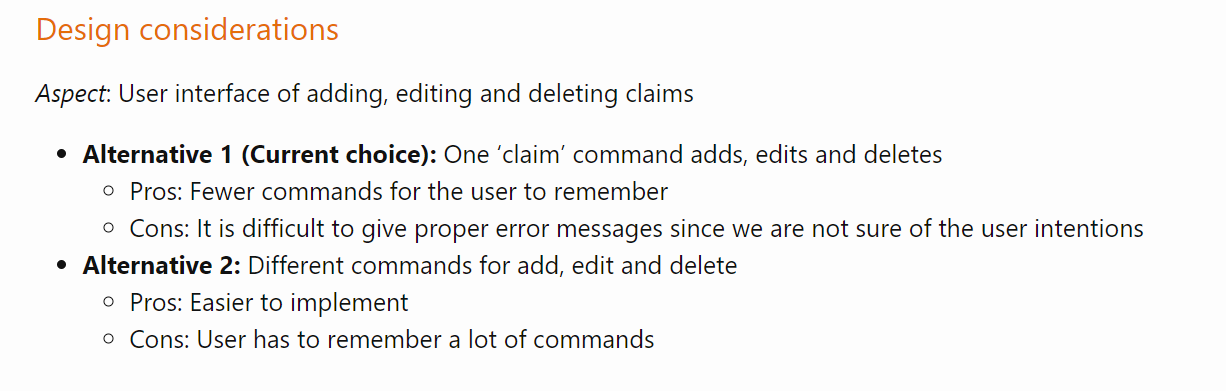 Design considerations
Aspect: User interface of adding, editing and deleting claims
• Alternative 1 (Current choice): One ‘claim’ command adds, edits and deletes
◦ Pros: Fewer commands for the user to remember
◦ Cons: It is difficult to give proper error messages since we are not sure of the user intentions
• Alternative 2: Different commands for add, edit and delete
◦ Pros: Easier to implement
◦ Cons: User has to remember a lot of commands